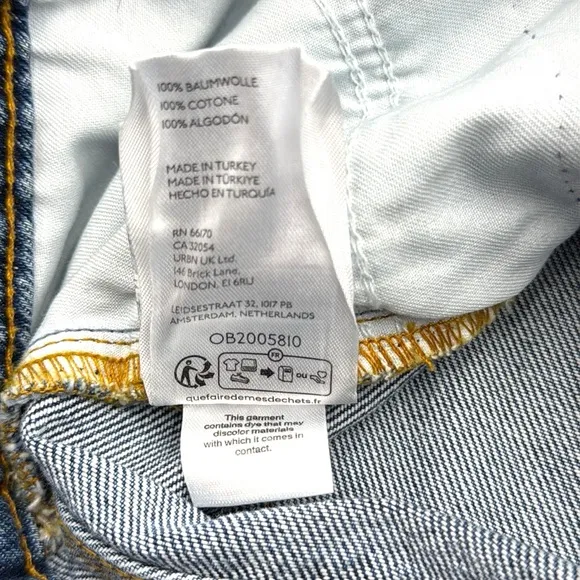 100% BAUMWOLLE
100% COTONE
100% ALGODÓN
MADE IN TURKEY
MADE IN TÜRKİYE
HECHO EN TURQUÍA
RN 66170
CA 32054
URBN UK Ltd.
146 Brick Lane,
LONDON, E1 6RU
LEIDSESTRAAT 32, 1017 PB
AMSTERDAM, NETHERLANDS
OB2005810
FR
OU
quefairedemesdechets.fr
This garment
contains dye that may
discolor materials
with which it comes in
contact.